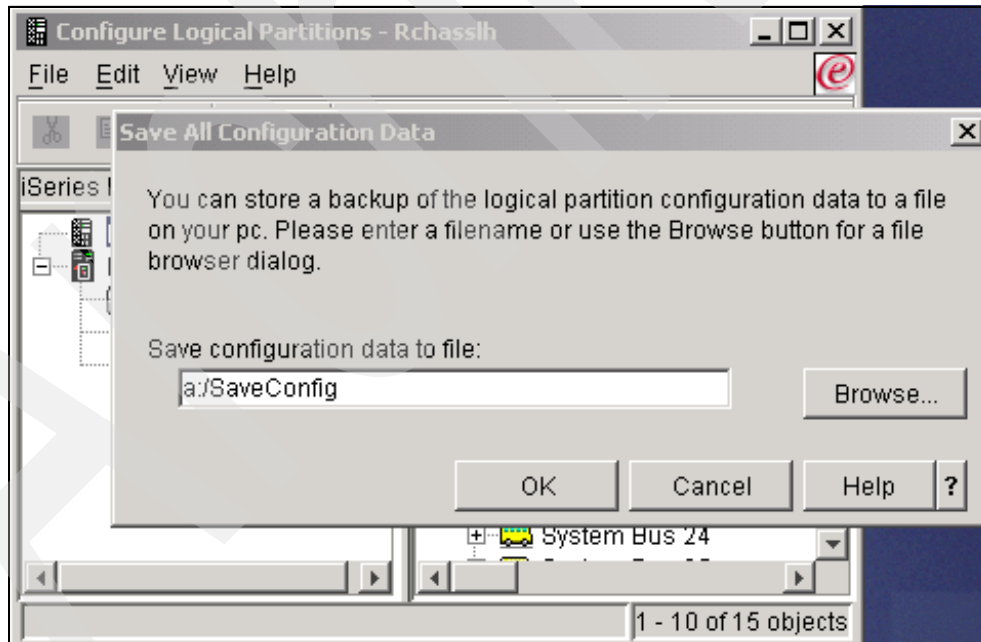 Configure Logical Partitions - Rchasslh
File Edit View Help
Save All Configuration Data
iSeries
You can store a backup of the logical partition configuration data to a file
on your pc. Please enter a filename or use the Browse button for a file
browser dialog.
Save configuration data to file:
a:/SaveConfig
Browse...
OK Cancel Help ?
System Bus 24
1 - 10 of 15 objects